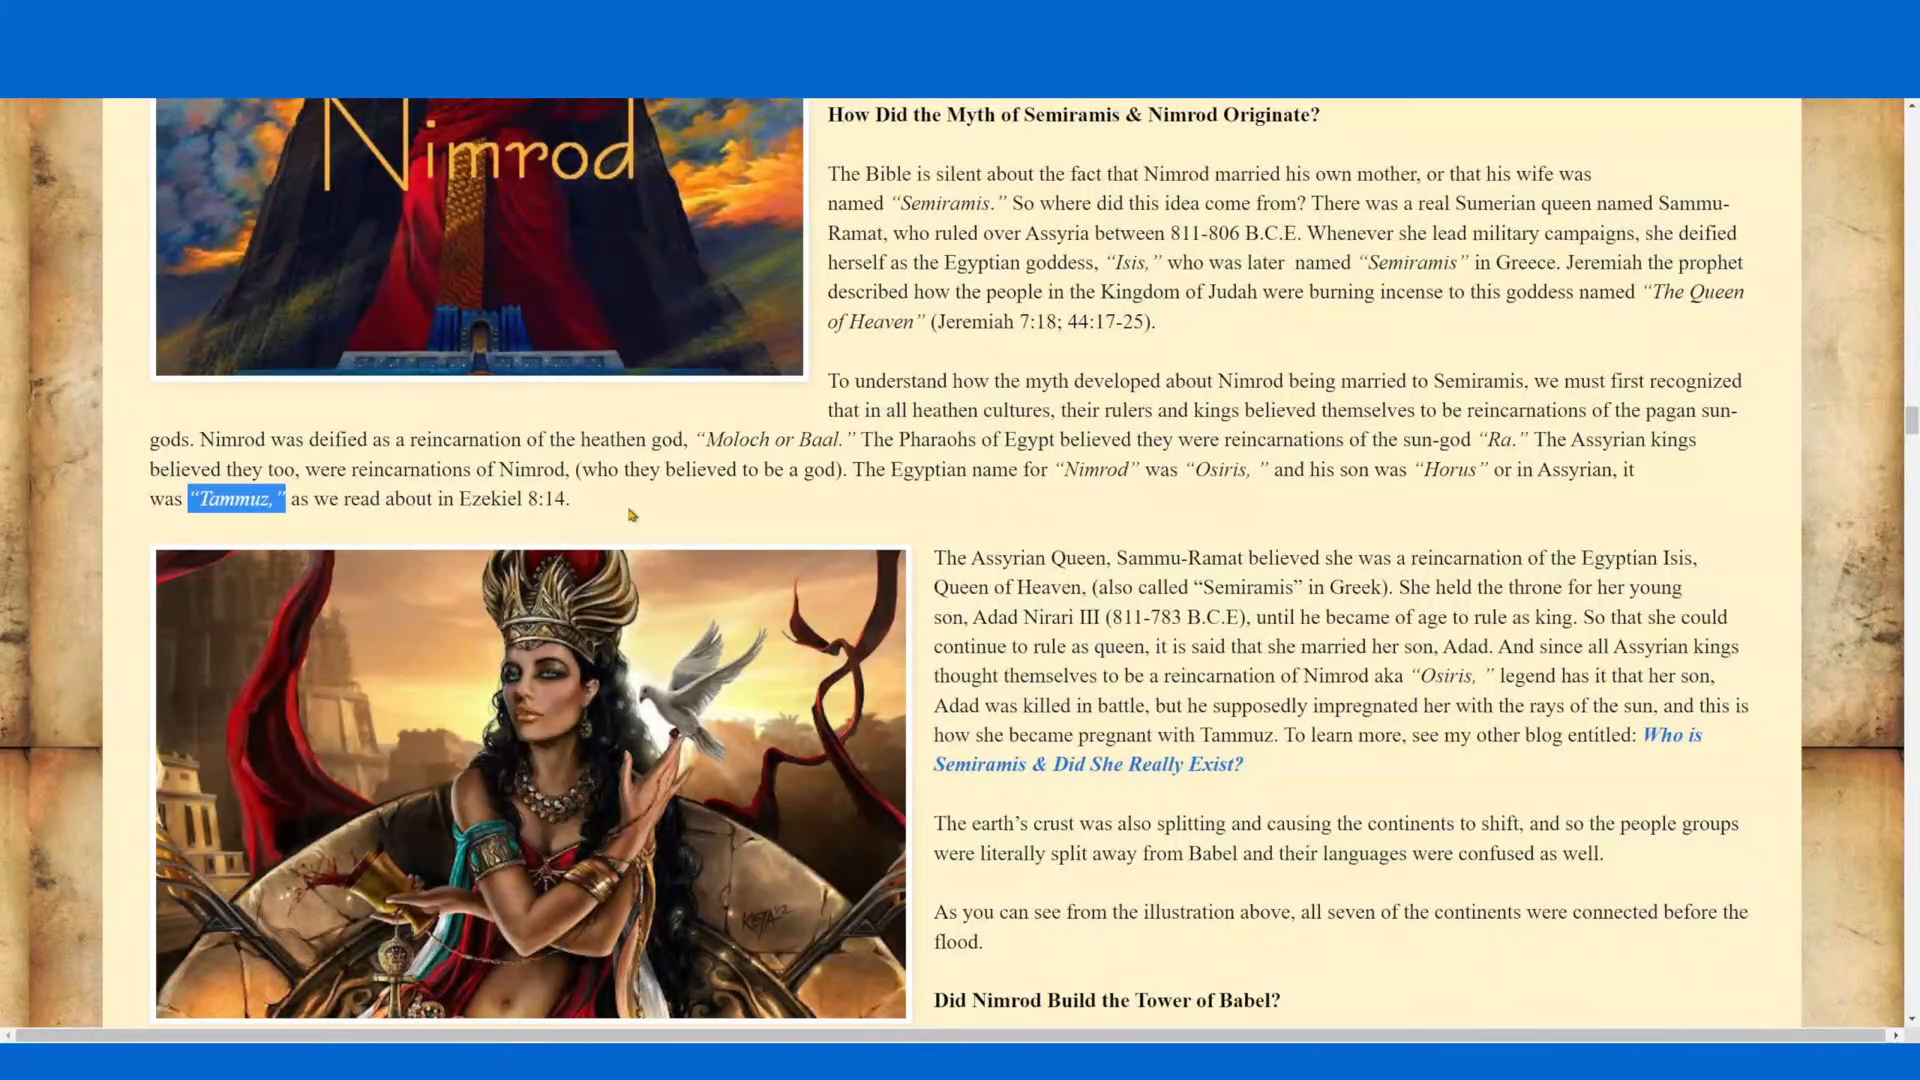 Nimrod
How Did the Myth of Semiramis & Nimrod Originate?
The Bible is silent about the fact that Nimrod married his own mother, or that his wife was
named “Semiramis.” So where did this idea come from? There was a real Sumerian queen named Sammu-
Ramat, who ruled over Assyria between 811-806 B.C.E. Whenever she lead military campaigns, she deified
herself as the Egyptian goddess, “Isis,” who was later named “Semiramis” in Greece. Jeremiah the prophet
described how the people in the Kingdom of Judah were burning incense to this goddess named “The Queen
of Heaven” (Jeremiah 7:18; 44:17-25).
To understand how the myth developed about Nimrod being married to Semiramis, we must first recognized
that in all heathen cultures, their rulers and kings believed themselves to be reincarnations of the pagan sun-
gods. Nimrod was deified as a reincarnation of the heathen god, “Moloch or Baal.” The Pharaohs of Egypt believed they were reincarnations of the sun-god “Ra.” The Assyrian kings
believed they too, were reincarnations of Nimrod, (who they believed to be a god). The Egyptian name for “Nimrod” was “Osiris, ” and his son was “Horus” or in Assyrian, it
was “Tammuz,” as we read about in Ezekiel 8:14.
The Assyrian Queen, Sammu-Ramat believed she was a reincarnation of the Egyptian Isis,
Queen of Heaven, (also called “Semiramis” in Greek). She held the throne for her young
son, Adad Nirari III (811-783 B.C.E), until he became of age to rule as king. So that she could
continue to rule as queen, it is said that she married her son, Adad. And since all Assyrian kings
thought themselves to be a reincarnation of Nimrod aka “Osiris, ” legend has it that her son,
Adad was killed in battle, but he supposedly impregnated her with the rays of the sun, and this is
how she became pregnant with Tammuz. To learn more, see my other blog entitled: Who is
Semiramis & Did She Really Exist?
The earth’s crust was also splitting and causing the continents to shift, and so the people groups
were literally split away from Babel and their languages were confused as well.
As you can see from the illustration above, all seven of the continents were connected before the
flood.
Did Nimrod Build the Tower of Babel?